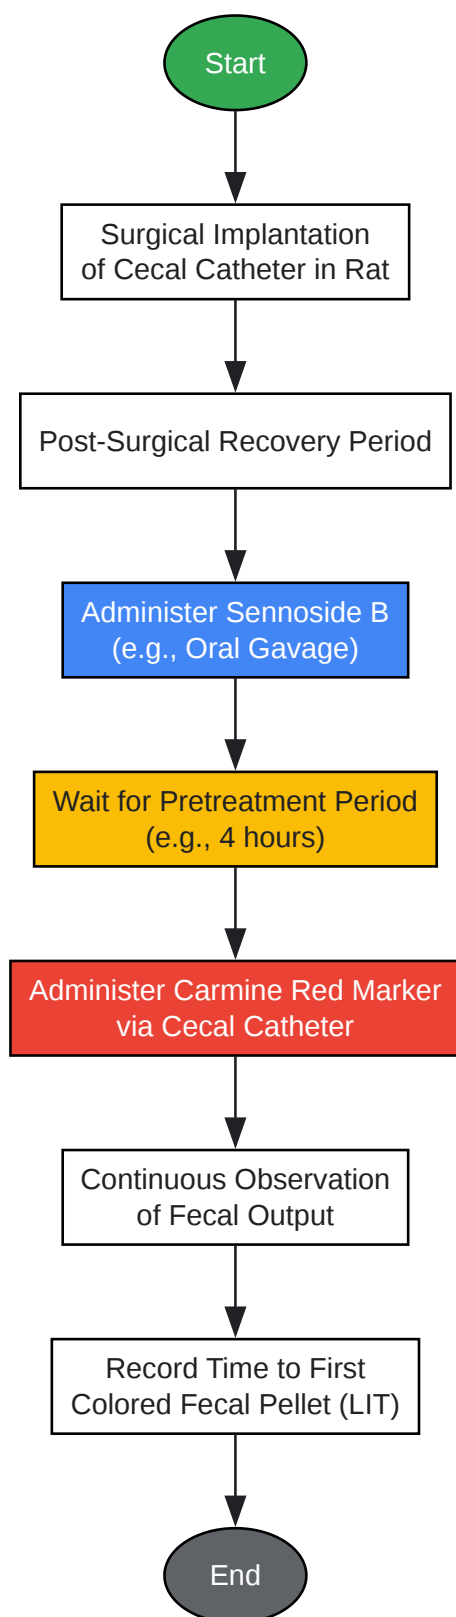 Start
Surgical Implantation
of Cecal Catheter in Rat
Post-Surgical Recovery Period
Administer Sennoside B
(e.g., Oral Gavage)
Wait for Pretreatment Period
(e.g., 4 hours)
Administer Carmine Red Marker
via Cecal Catheter
Continuous Observation
of Fecal Output
Record Time to First
Colored Fecal Pellet (LIT)
End